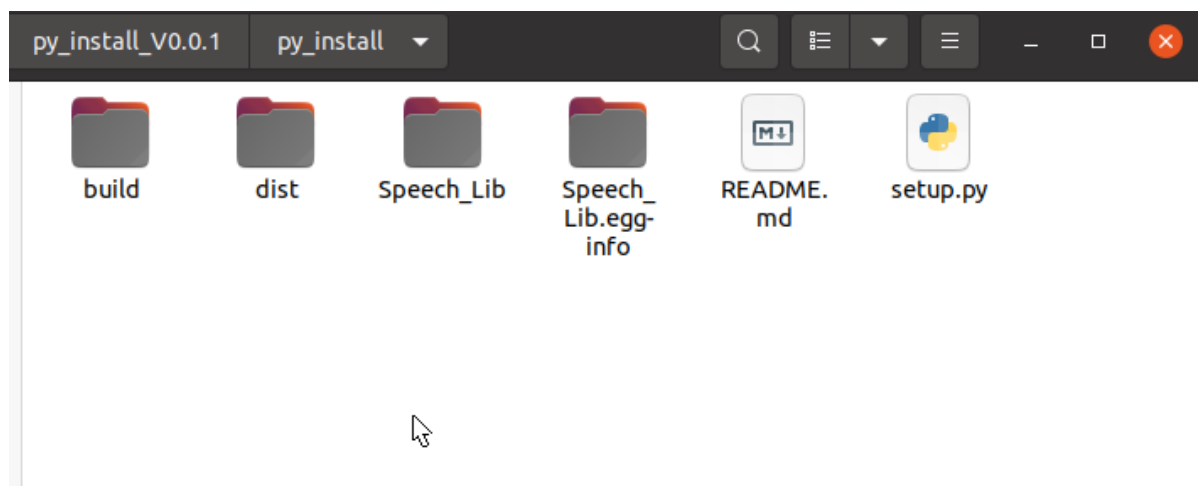 py_install_V0.0.1 py_install
build dist Speech_Lib Speech_ README. setup.py
Lib.egg- md
info